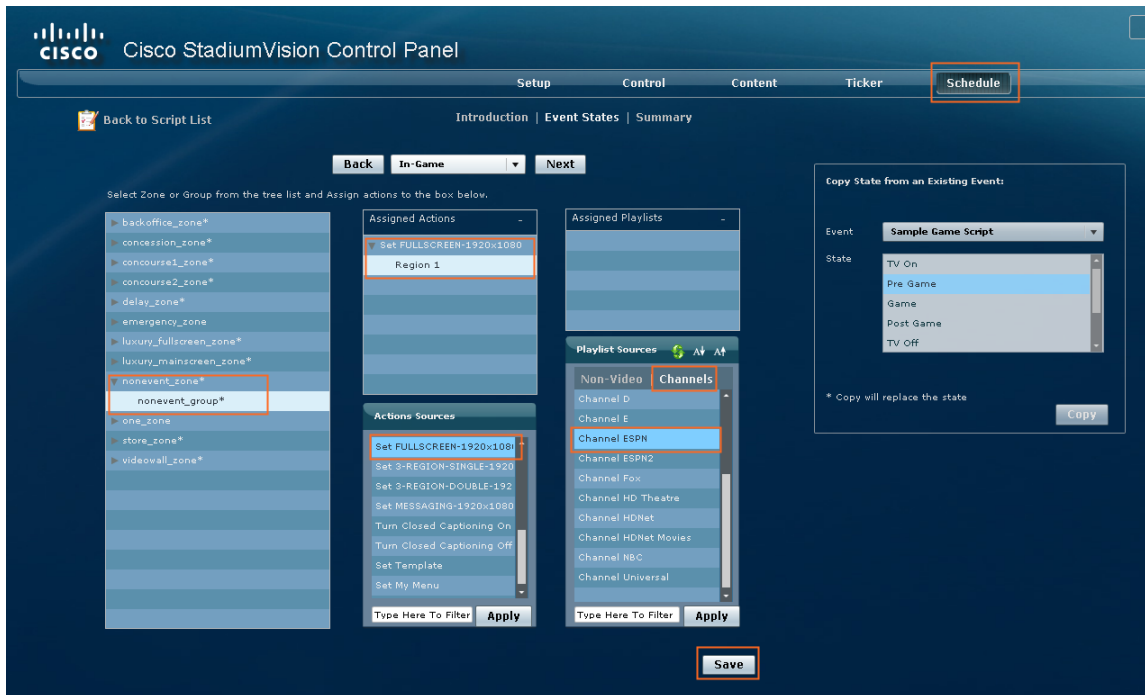 CISCO
Cisco StadiumVision Control Panel
Setup Control Content Ticker Schedule
Back to Script List
Introduction | Event States | Summary
Back In-Game Next
Select Zone or Group from the tree list and Assign actions to the box below.
backoffice_zone*
concession_zone*
concourse1_zone*
concourse2_zone*
delay_zone*
emergency_zone
luxury_fullscreen_zone*
luxury_mainscreen_zone*
nonevent_zone*
nonevent_group*
one_zone
store_zone*
videowall_zone*
Assigned Actions -
Set FULLSCREEN-1920x1080
Region 1
Actions Sources
Set FULLSCREEN-1920x108
Set 3-REGION-SINGLE-1920
Set 3-REGION-DOUBLE-192
Set MESSAGING-1920x1080
Turn Closed Captioning On
Turn Closed Captioning Off
Set Template
Set My Menu
Type Here To Filter Apply
Assigned Playlists -
Playlist Sources
Non-Video | Channels
Channel D
Channel E
Channel ESPN
Channel ESPN2
Channel Fox
Channel HD Theatre
Channel HDNet
Channel HDNet Movies
Channel NBC
Channel Universal
Type Here To Filter Apply
Save
Copy State from an Existing Event:
Event Sample Game Script
State
TV On
Pre Game
Game
Post Game
TV Off
* Copy will replace the state
Copy